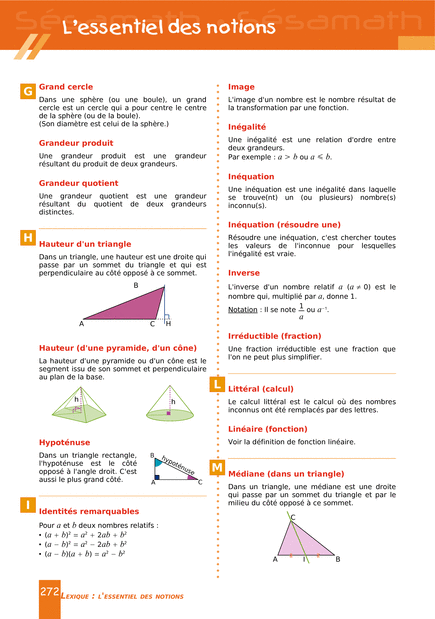 Sésamath Sésamath
L'essentiel des notions
G
Grand cercle
Dans une sphère (ou une boule), un grand
cercle est un cercle qui a pour centre le centre
de la sphère (ou de la boule).
(Son diamètre est celui de la sphère.)
Grandeur produit
Une grandeur produit est une grandeur
résultant du produit de deux grandeurs.
Grandeur quotient
Une grandeur quotient est une grandeur
résultant du quotient de deux grandeurs
distinctes.
H
Hauteur d'un triangle
Dans un triangle, une hauteur est une droite qui
passe par un sommet du triangle et qui est
perpendiculaire au côté opposé à ce sommet.
B
A C H
Hauteur (d'une pyramide, d'un cône)
La hauteur d'une pyramide ou d'un cône est le
segment issu de son sommet et perpendiculaire
au plan de la base.
h h
Hypoténuse
Dans un triangle rectangle,
l'hypoténuse est le côté
opposé à l'angle droit. C'est
aussi le plus grand côté.
B
hypoténuse
A C
I
Identités remarquables
Pour a et b deux nombres relatifs :
• (a + b)² = a² + 2ab + b²
• (a − b)² = a² − 2ab + b²
• (a − b)(a + b) = a² − b²
Image
L'image d'un nombre est le nombre résultat de
la transformation par une fonction.
Inégalité
Une inégalité est une relation d'ordre entre
deux grandeurs.
Par exemple : a > b ou a ⩽ b.
Inéquation
Une inéquation est une inégalité dans laquelle
se trouve(nt) un (ou plusieurs) nombre(s)
inconnu(s).
Inéquation (résoudre une)
Résoudre une inéquation, c'est chercher toutes
les valeurs de l'inconnue pour lesquelles
l'inégalité est vraie.
Inverse
L'inverse d'un nombre relatif a (a ≠ 0) est le
nombre qui, multiplié par a, donne 1.
Notation : Il se note 1/a ou a⁻¹.
Irréductible (fraction)
Une fraction irréductible est une fraction que
l'on ne peut plus simplifier.
L
Littéral (calcul)
Le calcul littéral est le calcul où des nombres
inconnus ont été remplacés par des lettres.
Linéaire (fonction)
Voir la définition de fonction linéaire.
M
Médiane (dans un triangle)
Dans un triangle, une médiane est une droite
qui passe par un sommet du triangle et par le
milieu du côté opposé à ce sommet.
C
A I B
272 Lexique : l'essentiel des notions